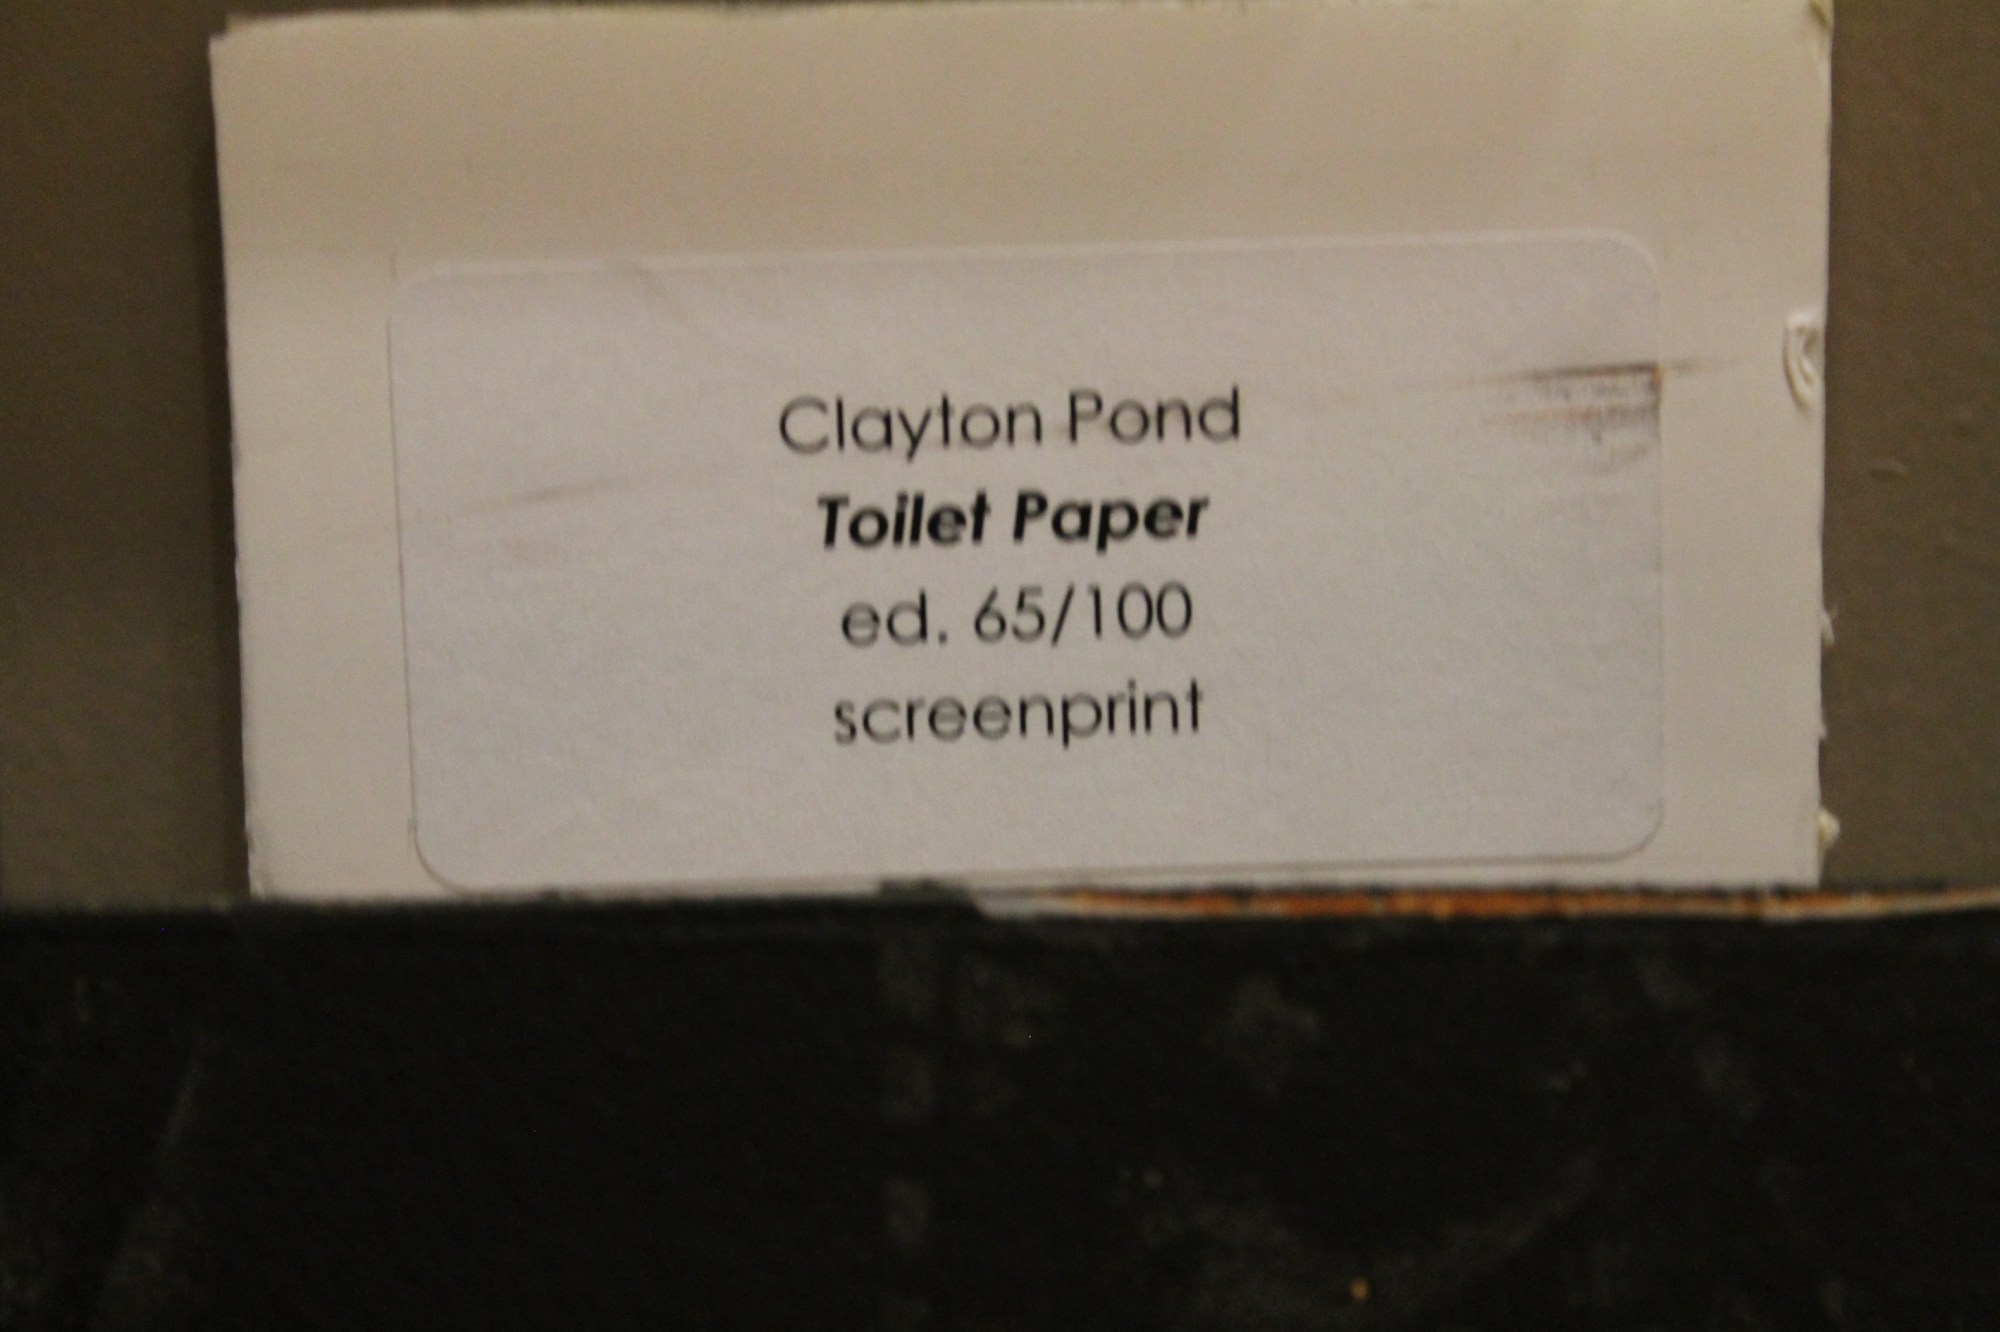 Clayton Pond
Toilet Paper
ed. 65/100
screenprint